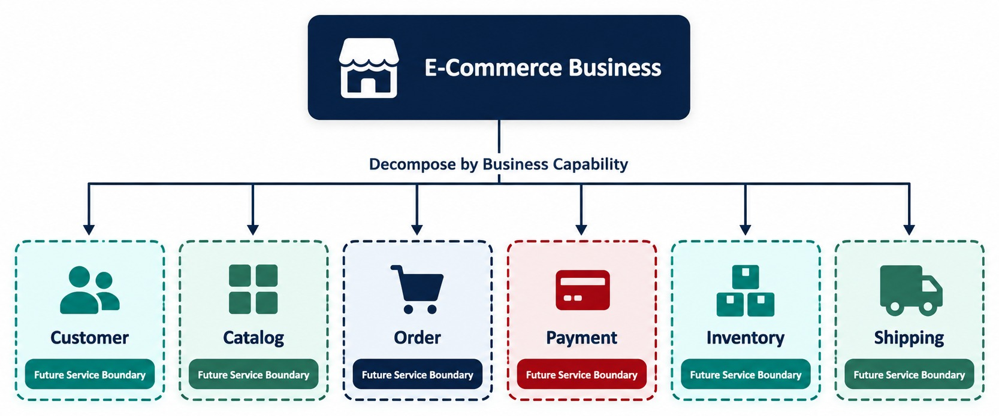 E-Commerce Business
Decompose by Business Capability
Customer
Future Service Boundary
Catalog
Future Service Boundary
Order
Future Service Boundary
Payment
Future Service Boundary
Inventory
Future Service Boundary
Shipping
Future Service Boundary